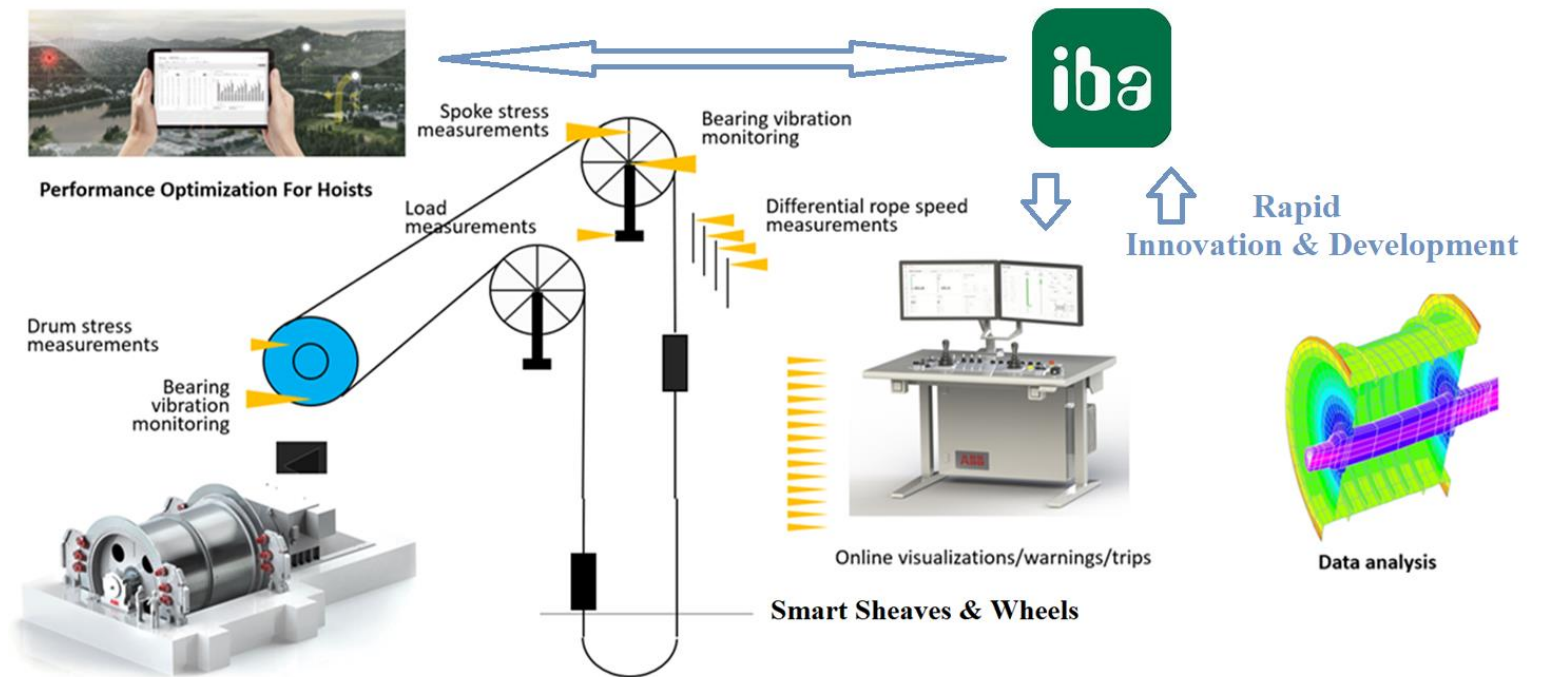 iba
Spoke stress
measurements
Bearing vibration
monitoring
Performance Optimization For Hoists
Load
measurements
Differential rope speed
measurements
Rapid
Innovation & Development
Drum stress
measurements
Bearing
vibration
monitoring
ABB
Online visualizations/warnings/trips
Data analysis
Smart Sheaves & Wheels